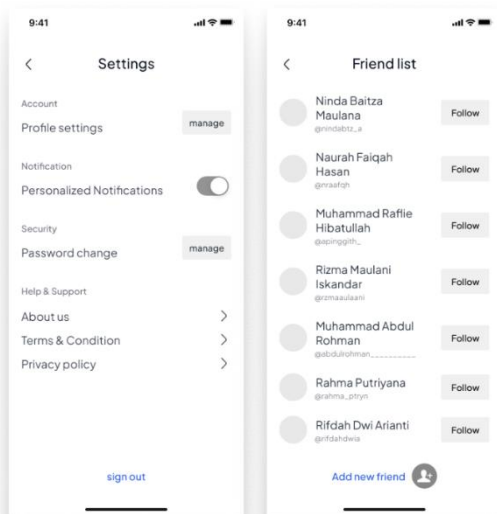 9:41
Settings
Account
Profile settings
manage
Notification
Personalized Notifications
Security
Password change
manage
Help & Support
About us
Terms & Condition
Privacy policy
sign out
9:41
Friend list
Ninda Baitza
Maulana
@nindabtz_a
Follow
Naurah Faiqah
Hasan
@nraafqh
Follow
Muhammad Raflie
Hibatullah
@apinggith_
Follow
Rizma Maulani
Iskandar
@rzmaaulaani
Follow
Muhammad Abdul
Rohman
@abdulrohman__________
Follow
Rahma Putriyana
@rahma_ptryn
Follow
Rifdah Dwi Arianti
@rifdahdwia
Follow
Add new friend